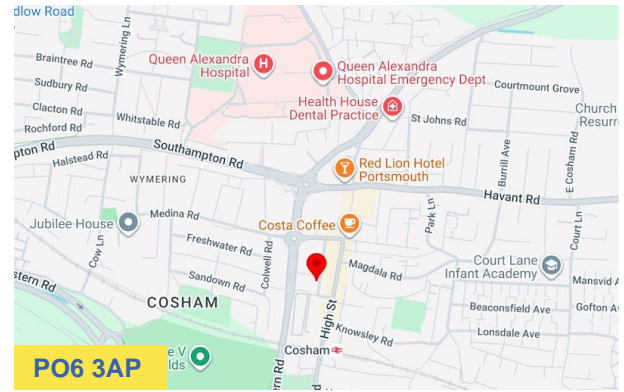 dlow Road
Wymering Ln
Braintree Rd
Sudbury Rd
Clacton Rd
Rochford Rd
Whitstable Rd
pton Rd
Halstead Rd
Southampton Rd
WYMERING
Queen Alexandra
Hospital
Queen Alexandra
Hospital Emergency Dept
Health House
Dental Practice
St Johns Rd
Courtmount Grove
Church
Resurr
Burrill Ave
E Cosham Rd
Red Lion Hotel
Portsmouth
Havant Rd
Park Ln
Court Ln
Jubilee House
Medina Rd
Cow Ln
Freshwater Rd
Sandown Rd
Colwell Rd
Costa Coffee
Magdala Rd
Court Lane
Infant Academy
Mansvid A
Beaconsfield Ave
Gofton A
Lonsdale Ave
stern Rd
COSHAM
High St
Knowsley Rd
Cosham
e V
lds
rn Rd
PO6 3AP